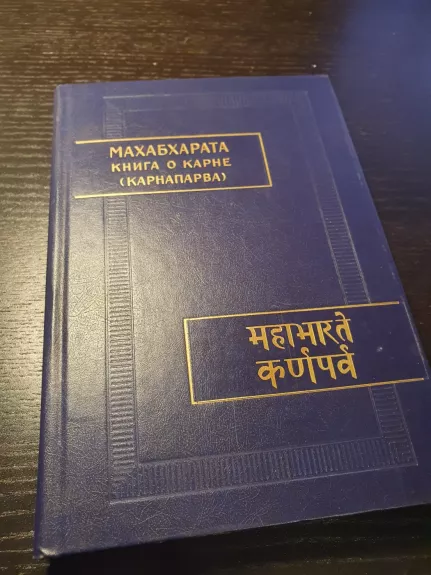 МАХАБХАРАТА
КНИГА О КАРНЕ
(КАРНАПАРВА)
महाभारते
कर्णपर्व